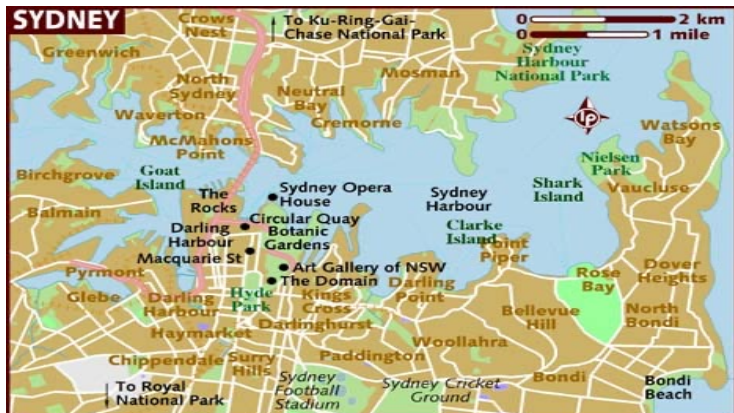 SYDNEY
Crows
Nest
To Ku-Ring-Gai-
Chase National Park
0 2 km
0 1 mile
Greenwich
Sydney
Harbour
National Park
Mosman
North
Sydney
Neutral
Bay
Waverton
Cremorne
McMahons
Point
Watsons
Bay
Goat
Island
Nielsen
Park
Birchgrove
The
Rocks
Sydney Opera
House
Sydney
Harbour
Shark
Island
Vaucluse
Balmain
Darling
Harbour
Circular Quay
Botanic
Gardens
Clarke
Island
Point
Piper
Macquarie St
Pyrmont
Art Gallery of NSW
The Domain
Rose
Bay
Dover
Heights
Glebe
Darling
Harbour
Hyde
Park
Kings
Cross
Darling
Point
Haymarket
Darlinghurst
Bellevue
Hill
North
Bondi
Woollahra
Chippendale
Surry
Hills
Paddington
To Royal
National Park
Sydney
Football
Stadium
Sydney Cricket
Ground
Bondi
Bondi
Beach
LP